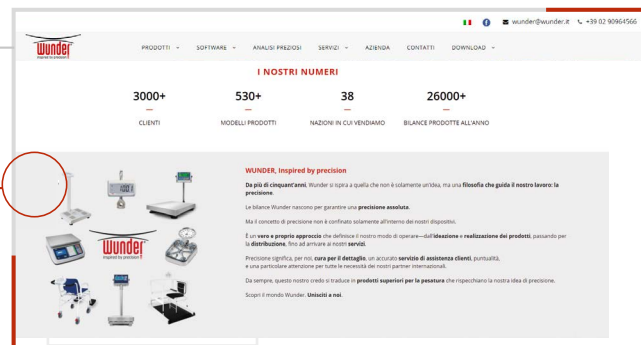 wunder@wunder.it +39 02 90964566
Wunder
inspired by precision
PRODOTTI SOFTWARE ANALISI PREZIOSI SERVIZI AZIENDA CONTATTI DOWNLOAD
I NOSTRI NUMERI
3000+ 530+ 38 26000+
CLIENTI MODELLI PRODOTTI NAZIONI IN CUI VENDIAMO BILANCE PRODOTTE ALL'ANNO
WUNDER, Inspired by precision
Da più di cinquant'anni, Wunder si ispira a quella che non è solamente un'idea, ma una filosofia che guida il nostro lavoro: la
precisione.
Le bilance Wunder nascono per garantire una precisione assoluta.
Ma il concetto di precisione non è confinato solamente all'interno dei nostri dispositivi.
È un vero e proprio approccio che definisce il nostro modo di operare—dall'ideazione e realizzazione dei prodotti, passando per
la distribuzione, fino ad arrivare ai nostri servizi.
Precisione significa, per noi, cura per il dettaglio, un accurato servizio di assistenza clienti, puntualità,
e una particolare attenzione per tutte le necessità dei nostri partner internazionali.
Da sempre, questo nostro credo si traduce in prodotti superiori per la pesatura che rispecchiano la nostra idea di precisione.
Scopri il mondo Wunder. Unisciti a noi.
Wunder
inspired by precision